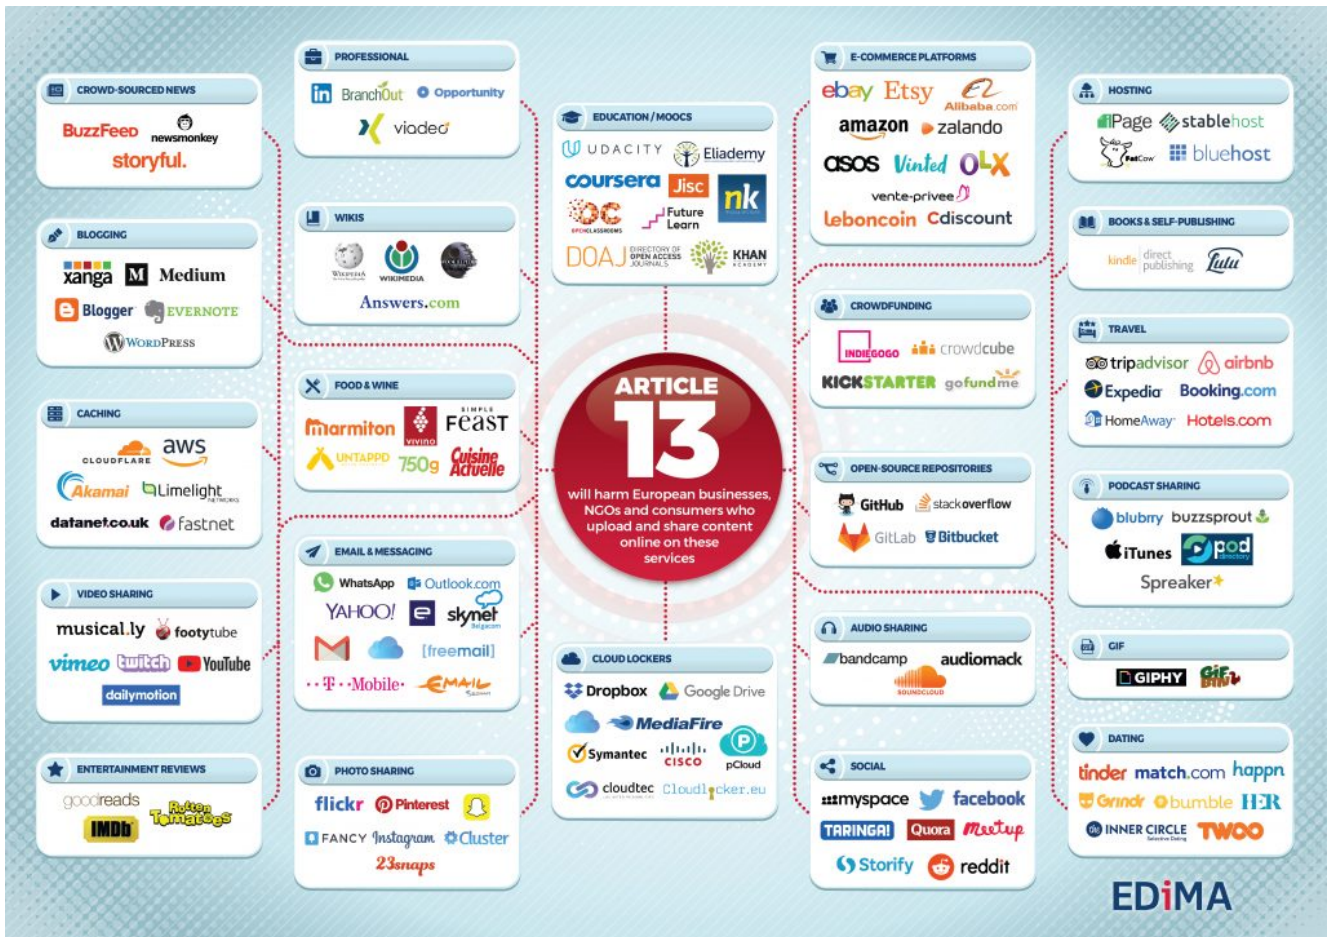 CROWD-SOURCED NEWS
BuzzFeed
newsmonkey
storyful.
BLOGGING
xanga M Medium
Blogger EVERNOTE
WORDPRESS
CACHING
CLOUDFLARE aws
Akamai Limelight
NETWORKS
datanet.co.uk fastnet
VIDEO SHARING
musical.ly footytube
vimeo twitch YouTube
dailymotion
ENTERTAINMENT REVIEWS
goodreads
IMDb Rotten
Tomatoes
PROFESSIONAL
in BranchOut Opportunity
viadeo
WIKIS
WIKIPEDIA
WIKIMEDIA
Answers.com
FOOD & WINE
marmiton
vivino
SIMPLE
FEAST
UNTAPPD 750g Cuisine
Actuelle
EMAIL & MESSAGING
WhatsApp Outlook.com
YAHOO! e skynet
Belgacom
[freemail]
T Mobile EMAIL
PHOTO SHARING
flickr Pinterest
FANCY Instagram Cluster
23snaps
EDUCATION / MOOCS
UDACITY Eliademy
coursera Jisc nk
OC
OPENCLASSROOMS
Future
Learn
DOAJ DIRECTORY OF
OPEN ACCESS
JOURNALS
KHAN
ACADEMY
ARTICLE
13
will harm European businesses,
NGOs and consumers who
upload and share content
online on these
services
CLOUD LOCKERS
Dropbox Google Drive
MediaFire
Symantec CISCO P
pCloud
cloudtec Cloudlocker.eu
E-COMMERCE PLATFORMS
ebay Etsy Alibaba.com
amazon zalando
asos Vinted OLX
vente-privee
leboncoin Cdiscount
CROWDFUNDING
INDIEGOGO crowdcube
KICKSTARTER gofundme
OPEN-SOURCE REPOSITORIES
GitHub stackoverflow
GitLab Bitbucket
AUDIO SHARING
bandcamp audiomack
SOUNDCLOUD
SOCIAL
myspace facebook
TARINGA! Quora Meetup
Storify reddit
HOSTING
iPage stablehost
FatCow bluehost
BOOKS & SELF-PUBLISHING
kindle direct
publishing
Lulu
TRAVEL
tripadvisor airbnb
Expedia Booking.com
HomeAway Hotels.com
PODCAST SHARING
blubrry buzzsprout
iTunes pod
directory
Spreaker
GIF
GIPHY GIF
BIN
DATING
tinder match.com happn
Grindr bumble HER
INNER CIRCLE
Selective Dating
TWOO
EDiMA